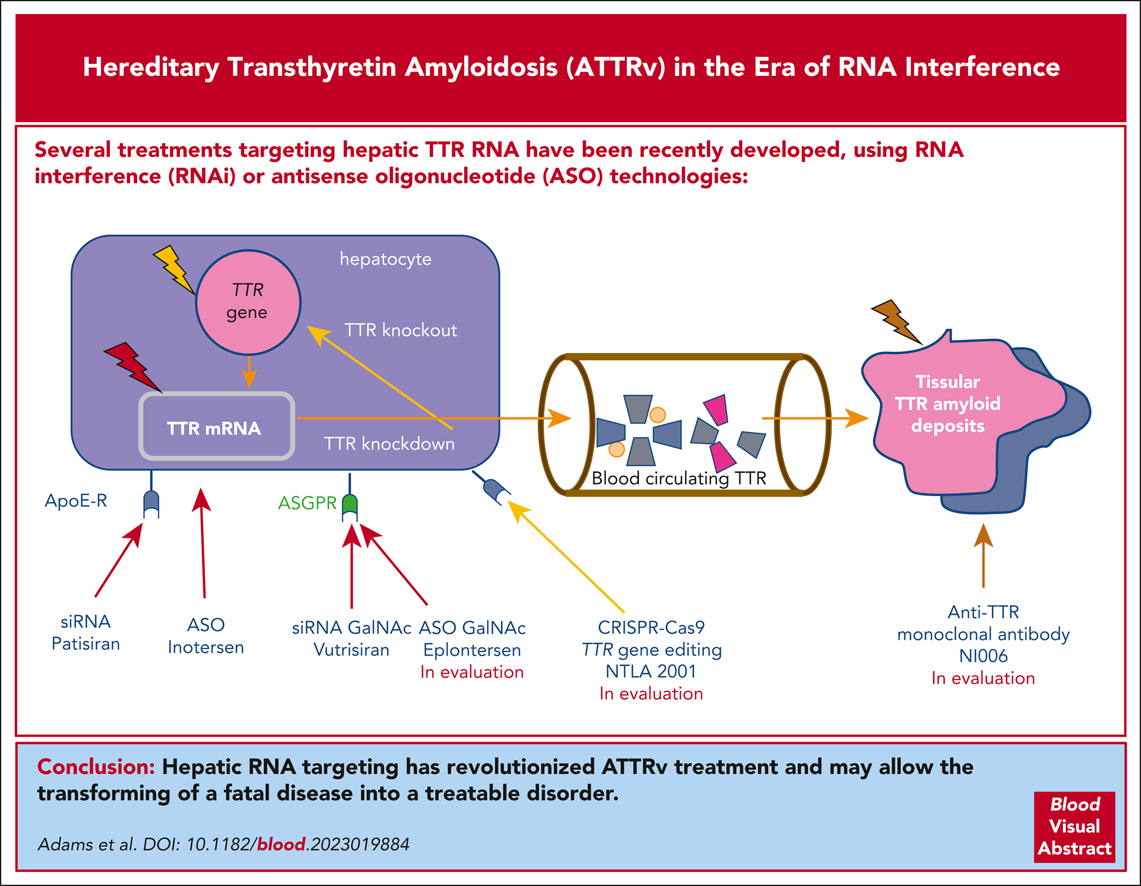 Hereditary Transthyretin Amyloidosis (ATTRv) in the Era of RNA Interference
Several treatments targeting hepatic TTR RNA have been recently developed, using RNA
interference (RNAi) or antisense oligonucleotide (ASO) technologies:
hepatocyte
TTR
gene
TTR knockout
TTR mRNA
TTR knockdown
Blood circulating TTR
Tissular
TTR amyloid
deposits
ApoE-R
ASGPR
siRNA
Patisiran
ASO
Inotersen
siRNA GalNAc
Vutrisiran
ASO GalNAc
Eplontersen
In evaluation
CRISPR-Cas9
TTR gene editing
NTLA 2001
In evaluation
Anti-TTR
monoclonal antibody
NI006
In evaluation
Conclusion: Hepatic RNA targeting has revolutionized ATTRv treatment and may allow the
transforming of a fatal disease into a treatable disorder.
Adams et al. DOI: 10.1182/blood.2023019884
Blood
Visual
Abstract